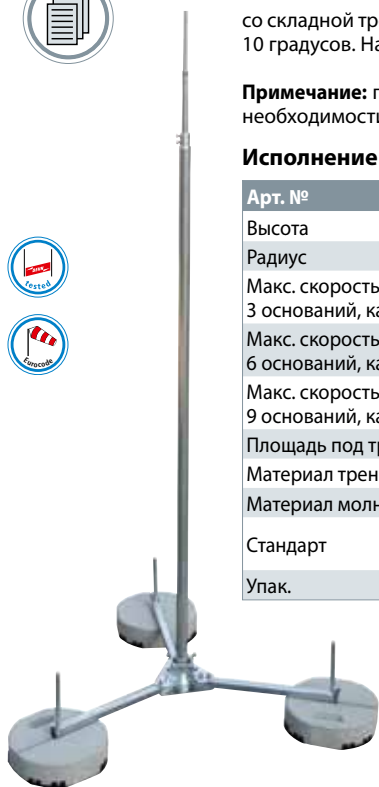 со складной тр
10 градусов. На
Примечание: п
необходимости
Исполнение
Арт. №
Высота
Радиус
Макс. скорость
3 оснований, ка
Макс. скорость
6 оснований, ка
Макс. скорость
9 оснований, ка
Площадь под тр
Материал трен
Материал молн
Стандарт
Упак.
tested
Eurocode